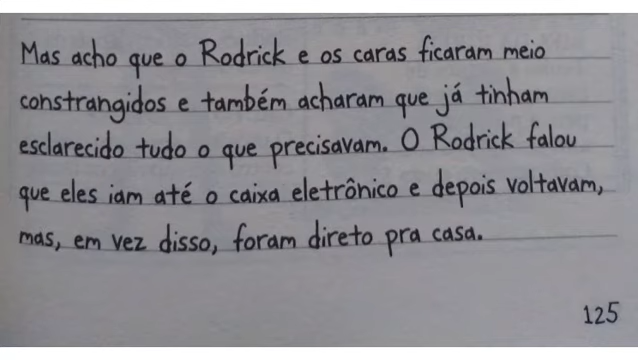 Mas acho que o Rodrick e os caras ficaram meio
constrangidos e também acharam que já tinham
esclarecido tudo o que precisavam. O Rodrick falou
que eles iam até o caixa eletrônico e depois voltavam,
mas, em vez disso, foram direto pra casa.
125